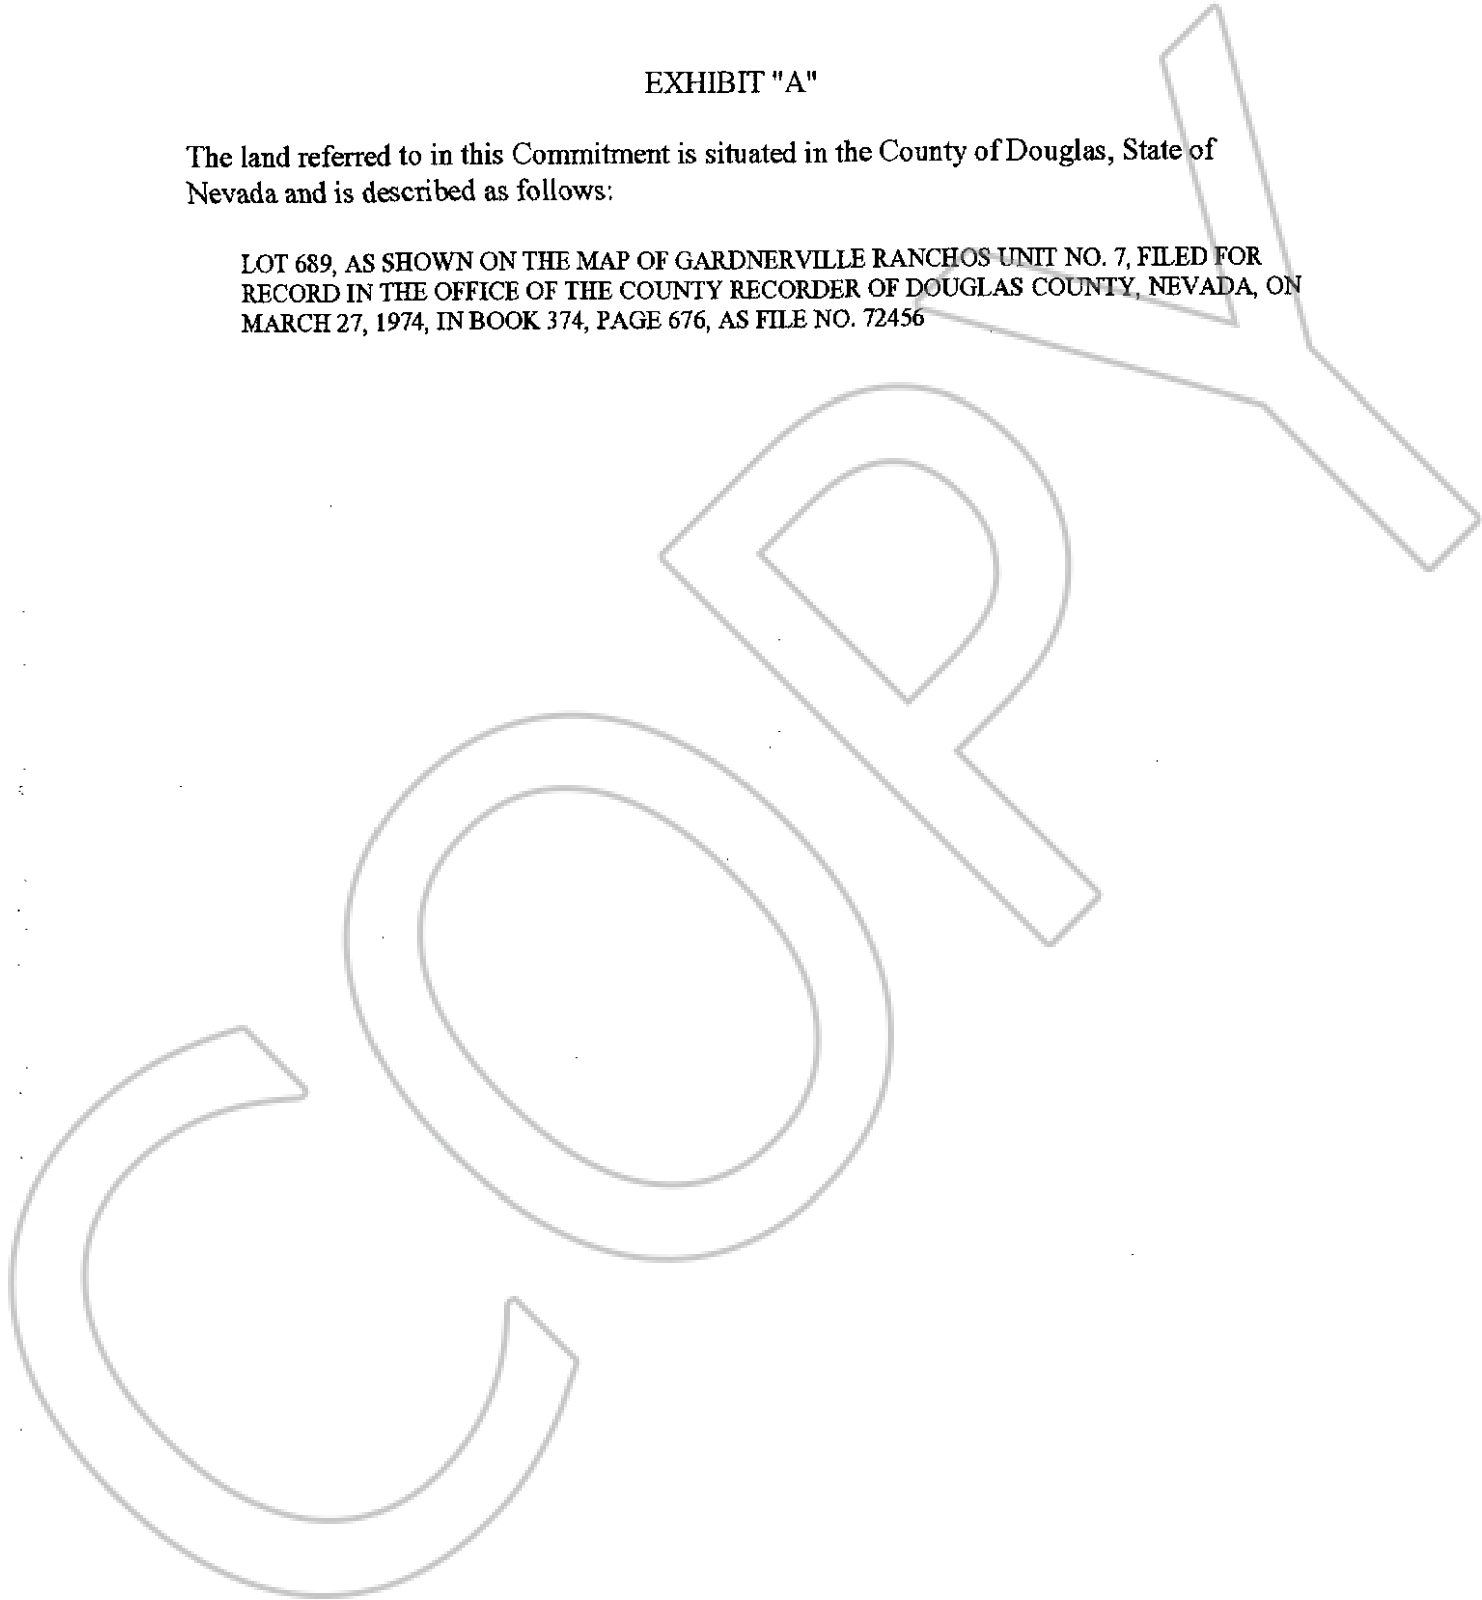 EXHIBIT "A"
The land referred to in this Commitment is situated in the County of Douglas, State of
Nevada and is described as follows:
LOT 689, AS SHOWN ON THE MAP OF GARDNERVILLE RANCHOS UNIT NO. 7, FILED FOR
RECORD IN THE OFFICE OF THE COUNTY RECORDER OF DOUGLAS COUNTY, NEVADA, ON
MARCH 27, 1974, IN BOOK 374, PAGE 676, AS FILE NO. 72456
COPY